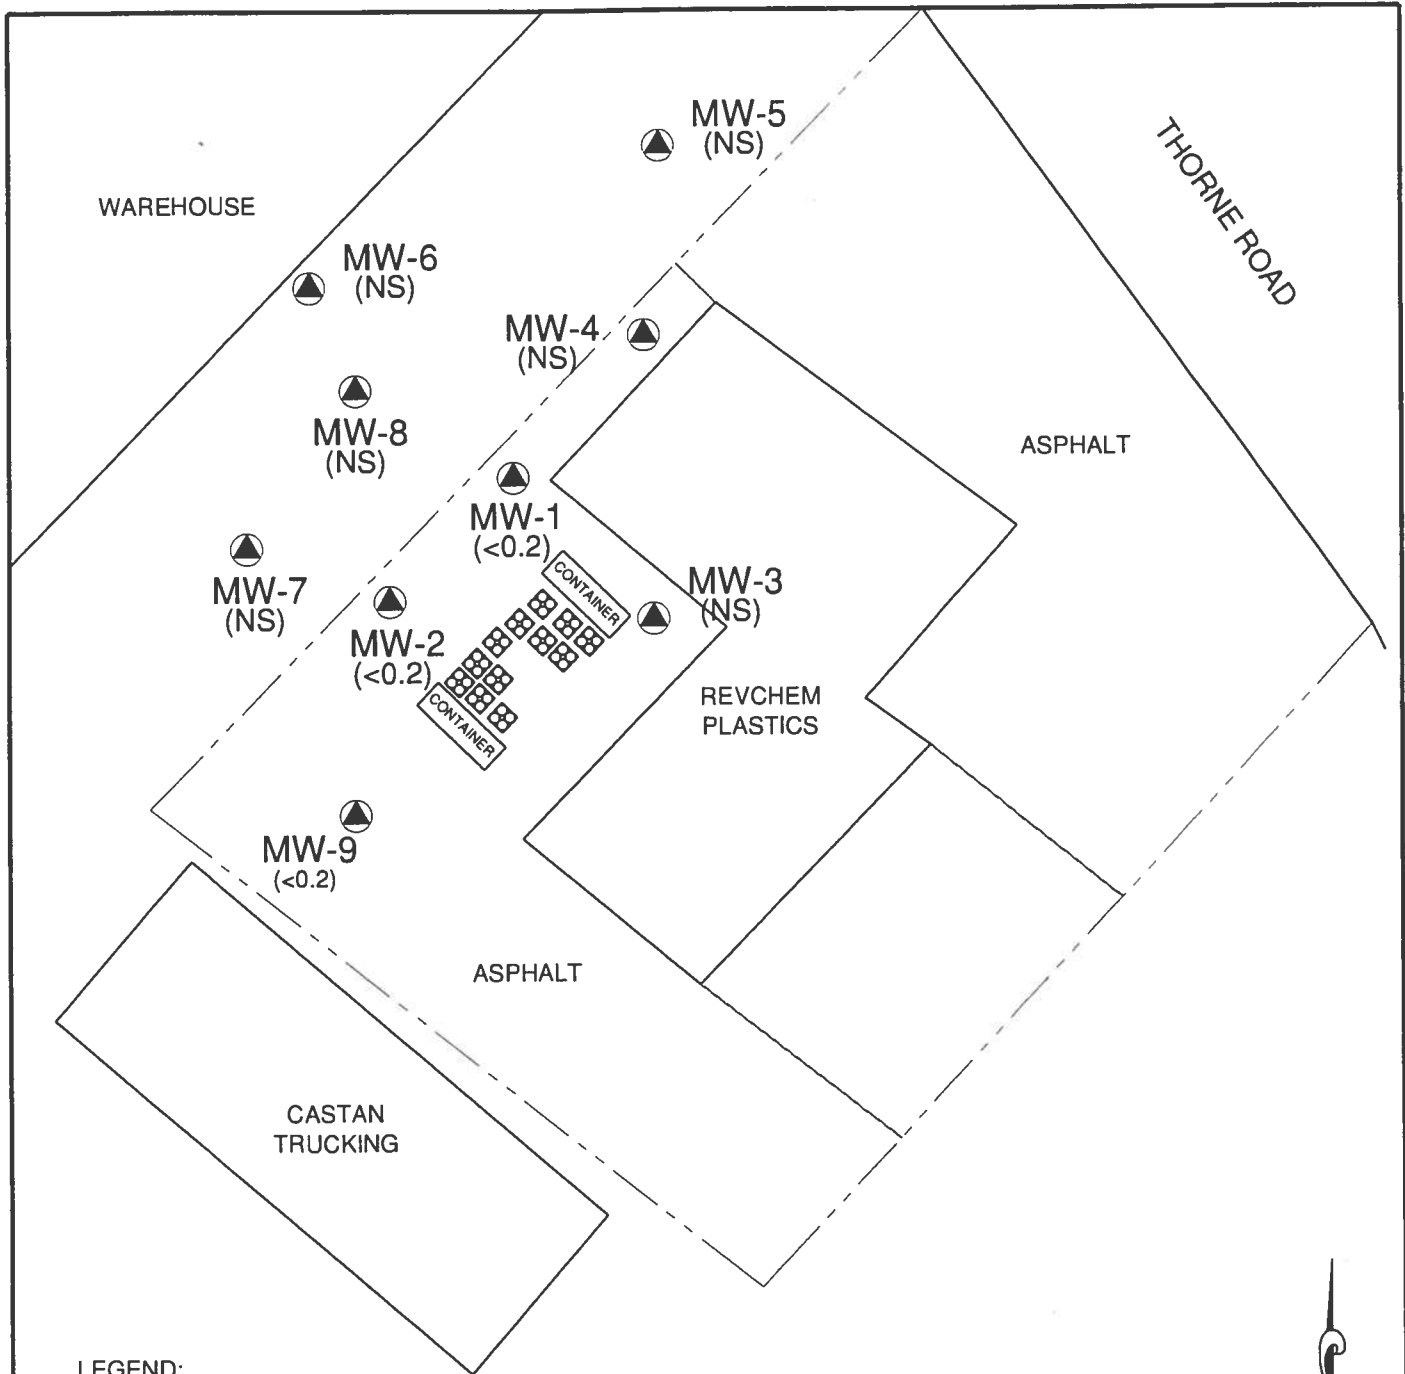 MW-5
(NS)
THORNE ROAD
WAREHOUSE
MW-6
(NS)
MW-4
(NS)
MW-8
(NS)
ASPHALT
MW-1
(<0.2)
CONTAINER
MW-3
(NS)
MW-7
(NS)
MW-2
(<0.2)
CONTAINER
REVCHEM
PLASTICS
MW-9
(<0.2)
ASPHALT
CASTAN
TRUCKING
LEGEND: